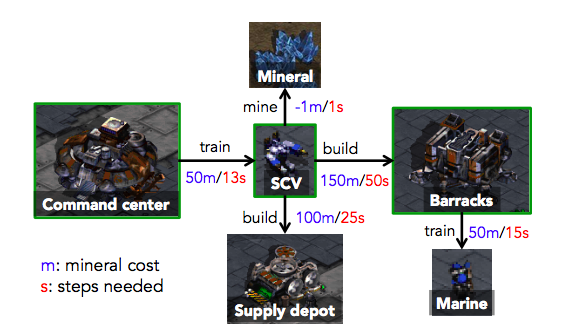 Mineral
mine -1m/1s
train
50m/13s
Command center
SCV
build
150m/50s
Barracks
build 100m/25s
Supply depot
train 50m/15s
Marine
m: mineral cost
s: steps needed